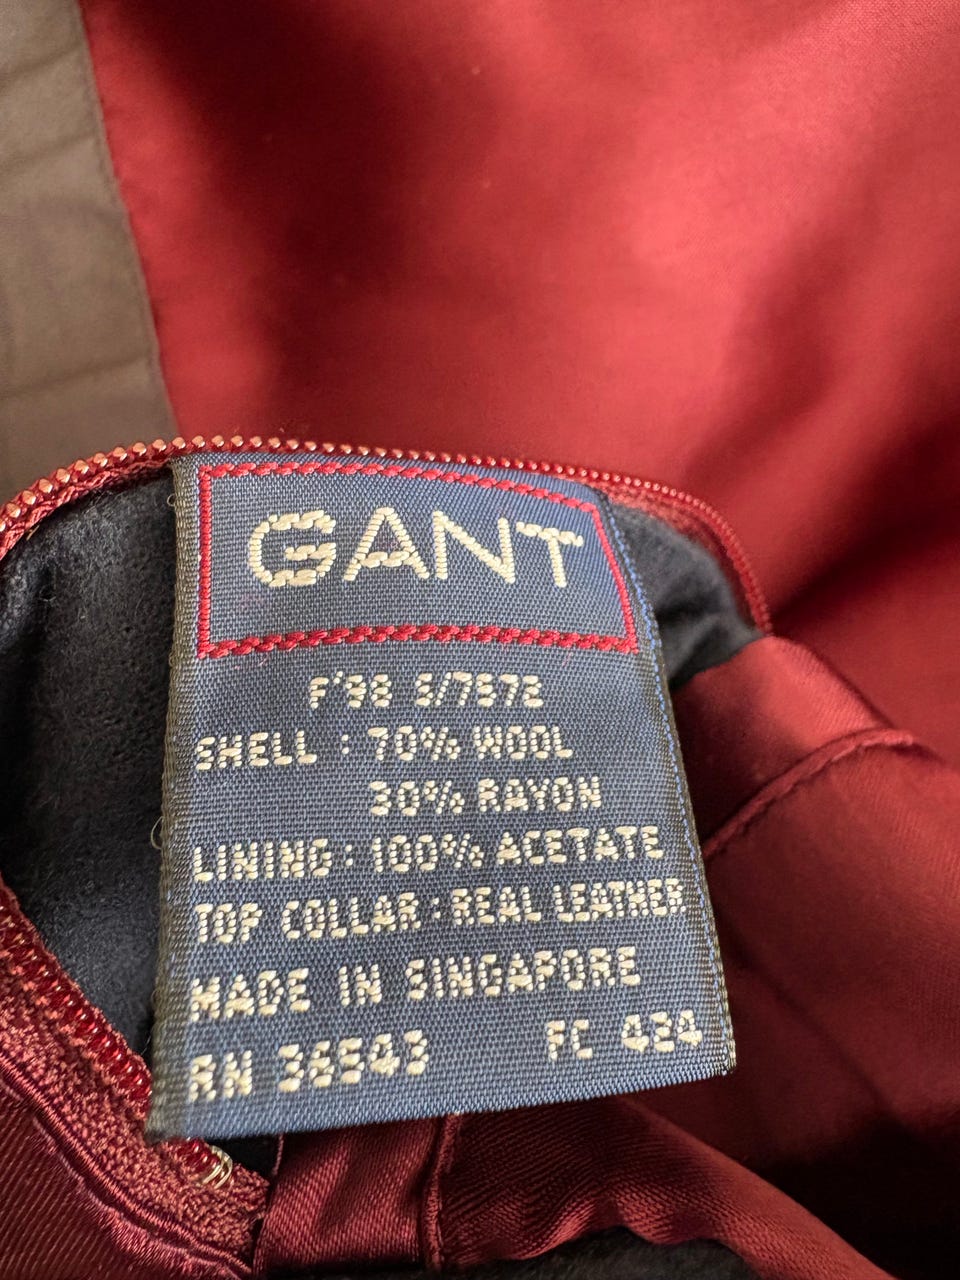 GANT
F'98 S/7572
SHELL : 70% WOOL
30% RAYON
LINING : 100% ACETATE
TOP COLLAR : REAL LEATHER
MADE IN SINGAPORE
RN 36543 FC 424